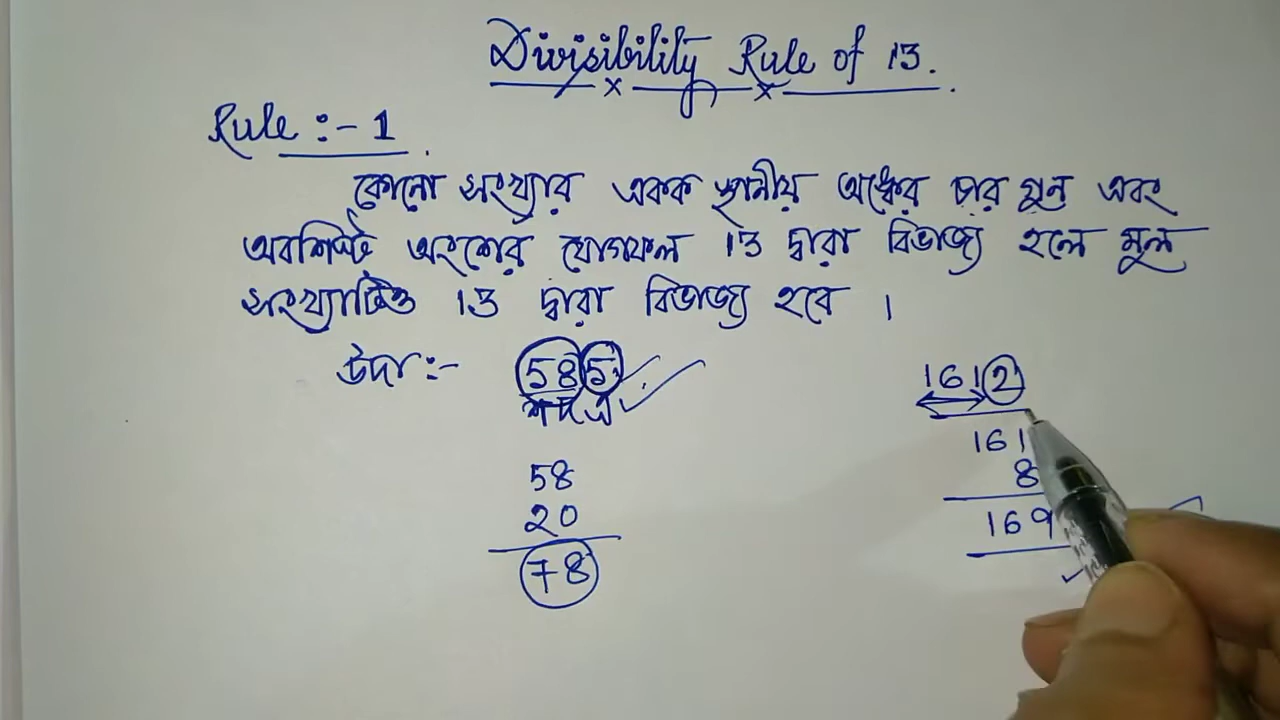 Divisibility Rule of 13.
Rule :- 1
কোনো সংখ্যার একক স্থানীয় অঙ্কের চার গুন এবং
অবশিষ্ট অংশের যোগফল 13 দ্বারা বিভাজ্য হলে মূল
সংখ্যাটিও 13 দ্বারা বিভাজ্য হবে ।
উদা :- 585 1612
শ দ এ
58 161
20 8
78 169